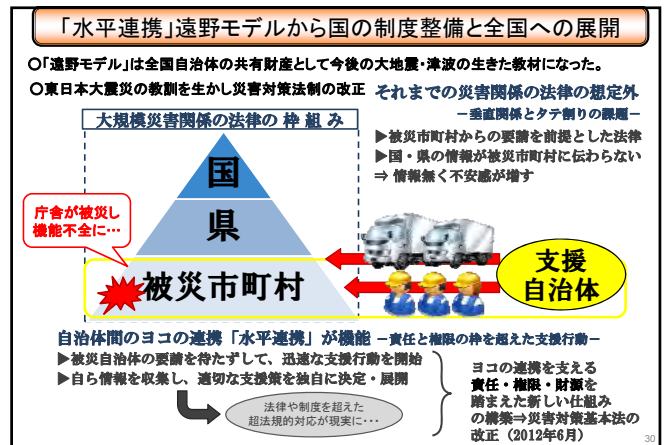 「水平連携」遠野モデルから国の制度整備と全国への展開
〇「遠野モデル」は全国自治体の共有財産として今後の大地震・津波の生きた教材になった。
〇東日本大震災の教訓を生かし災害対策法制の改正
それまでの災害関係の法律の想定外
－垂直関係とタテ割りの課題－
▶被災市町村からの要請を前提とした法律
▶国・県の情報が被災市町村に伝わらない
⇒ 情報無く不安感が増す
大規模災害関係の法律の枠組み
国
県
被災市町村
庁舎が被災し
機能不全に…
支援
自治体
自治体間のヨコの連携「水平連携」が機能 －責任と権限の枠を超えた支援行動－
▶被災自治体の要請を待たずして、迅速な支援行動を開始
▶自ら情報を収集し、適切な支援策を独自に決定・展開
法律や制度を超えた
超法規的対応が現実に・・・
ヨコの連携を支える
責任・権限・財源を
踏まえた新しい仕組み
の構築⇒災害対策基本法の
改正（2012年6月）
30